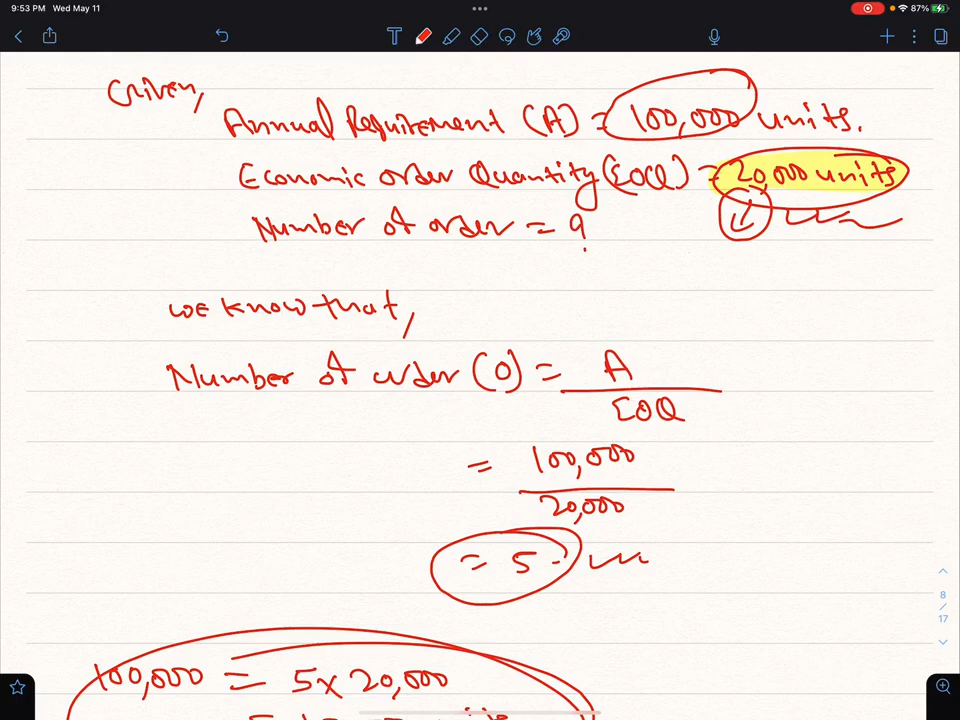 9:53 PM Wed May 11
87%
Given,
Annual Requirement (A) = 100,000 units.
Economic order Quantity (EOQ) = 20,000 units
Number of order = ?
we know that,
Number of order (O) = A
EOQ
= 100,000
20,000
= 5
8
/
17
100,000 = 5 x 20,000